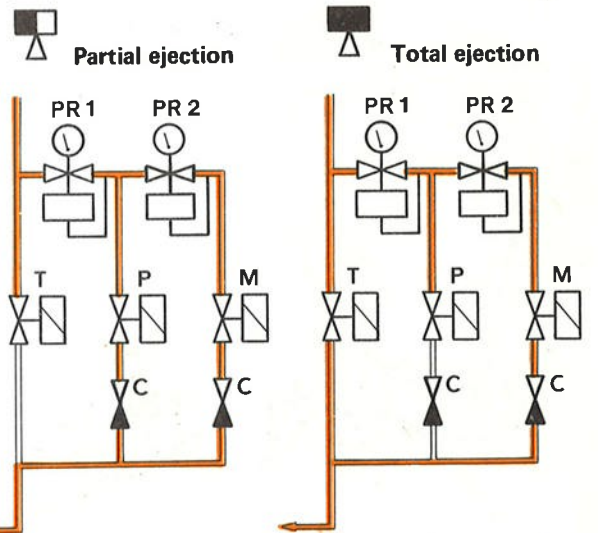 Partial ejection
PR 1 PR 2
T P M
C C
Total ejection
PR 1 PR 2
T P M
C C